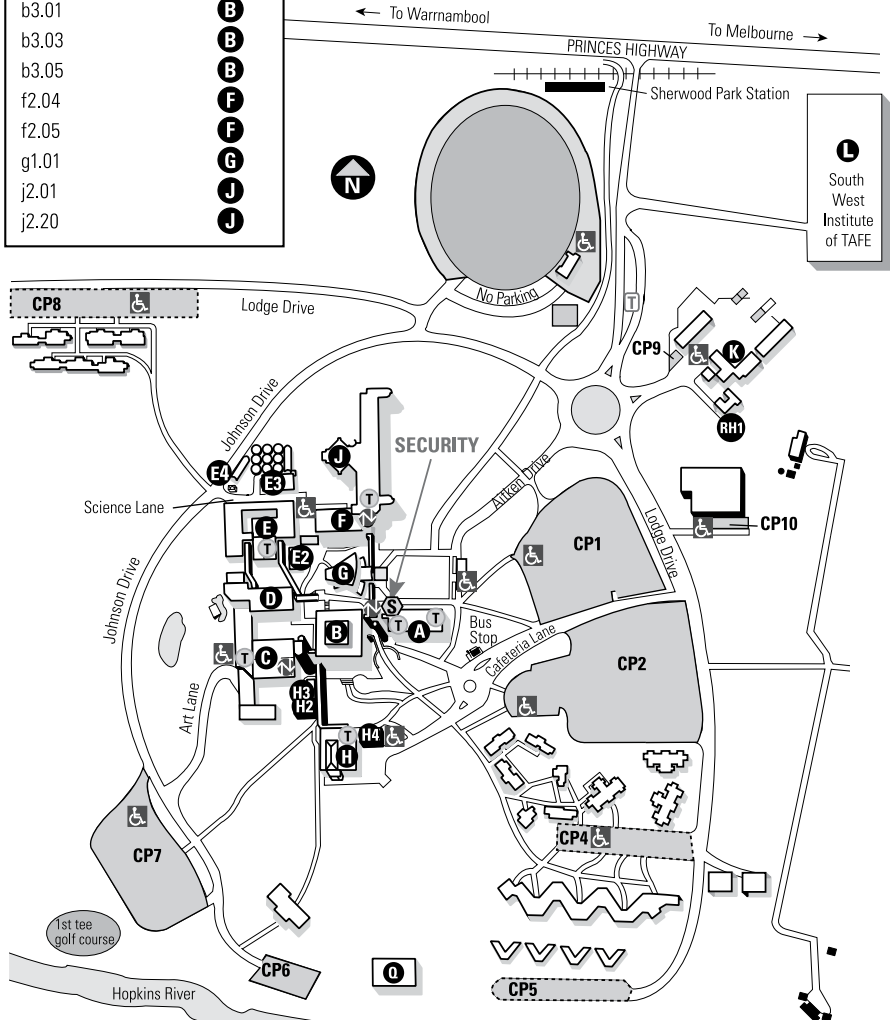 b3.01 B
b3.03 B
b3.05 B
f2.04 F
f2.05 F
g1.01 G
j2.01 J
j2.20 J
← To Warrnambool
To Melbourne →
PRINCES HIGHWAY
Sherwood Park Station
L
South
West
Institute
of TAFE
N
No Parking
T
CP8
Lodge Drive
CP9
K
RH1
Johnson Drive
J
SECURITY
E4
E3
Science Lane
T
F
E
T
E2
G
Aitken Drive
CP1
Lodge Drive
CP10
D
S
T
T
A
B
Bus
Stop
Cafeteria Lane
CP2
Johnson Drive
T
C
Art Lane
H3
H2
T
H4
H
CP7
CP4
1st tee
golf course
CP6
Q
CP5
Hopkins River